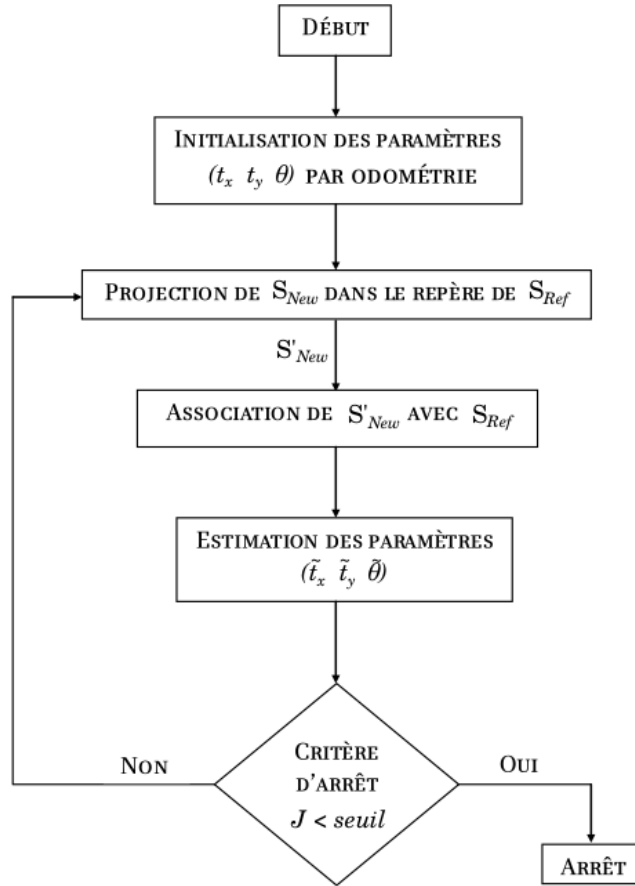 DÉBUT
INITIALISATION DES PARAMÈTRES
(t_x t_y θ) PAR ODOMÉTRIE
PROJECTION DE S_New DANS LE REPÈRE DE S_Ref
S'_New
ASSOCIATION DE S'_New AVEC S_Ref
ESTIMATION DES PARAMÈTRES
(t̃_x t̃_y θ̃)
CRITÈRE
NON
OUI
D'ARRÊT
J < seuil
ARRÊT